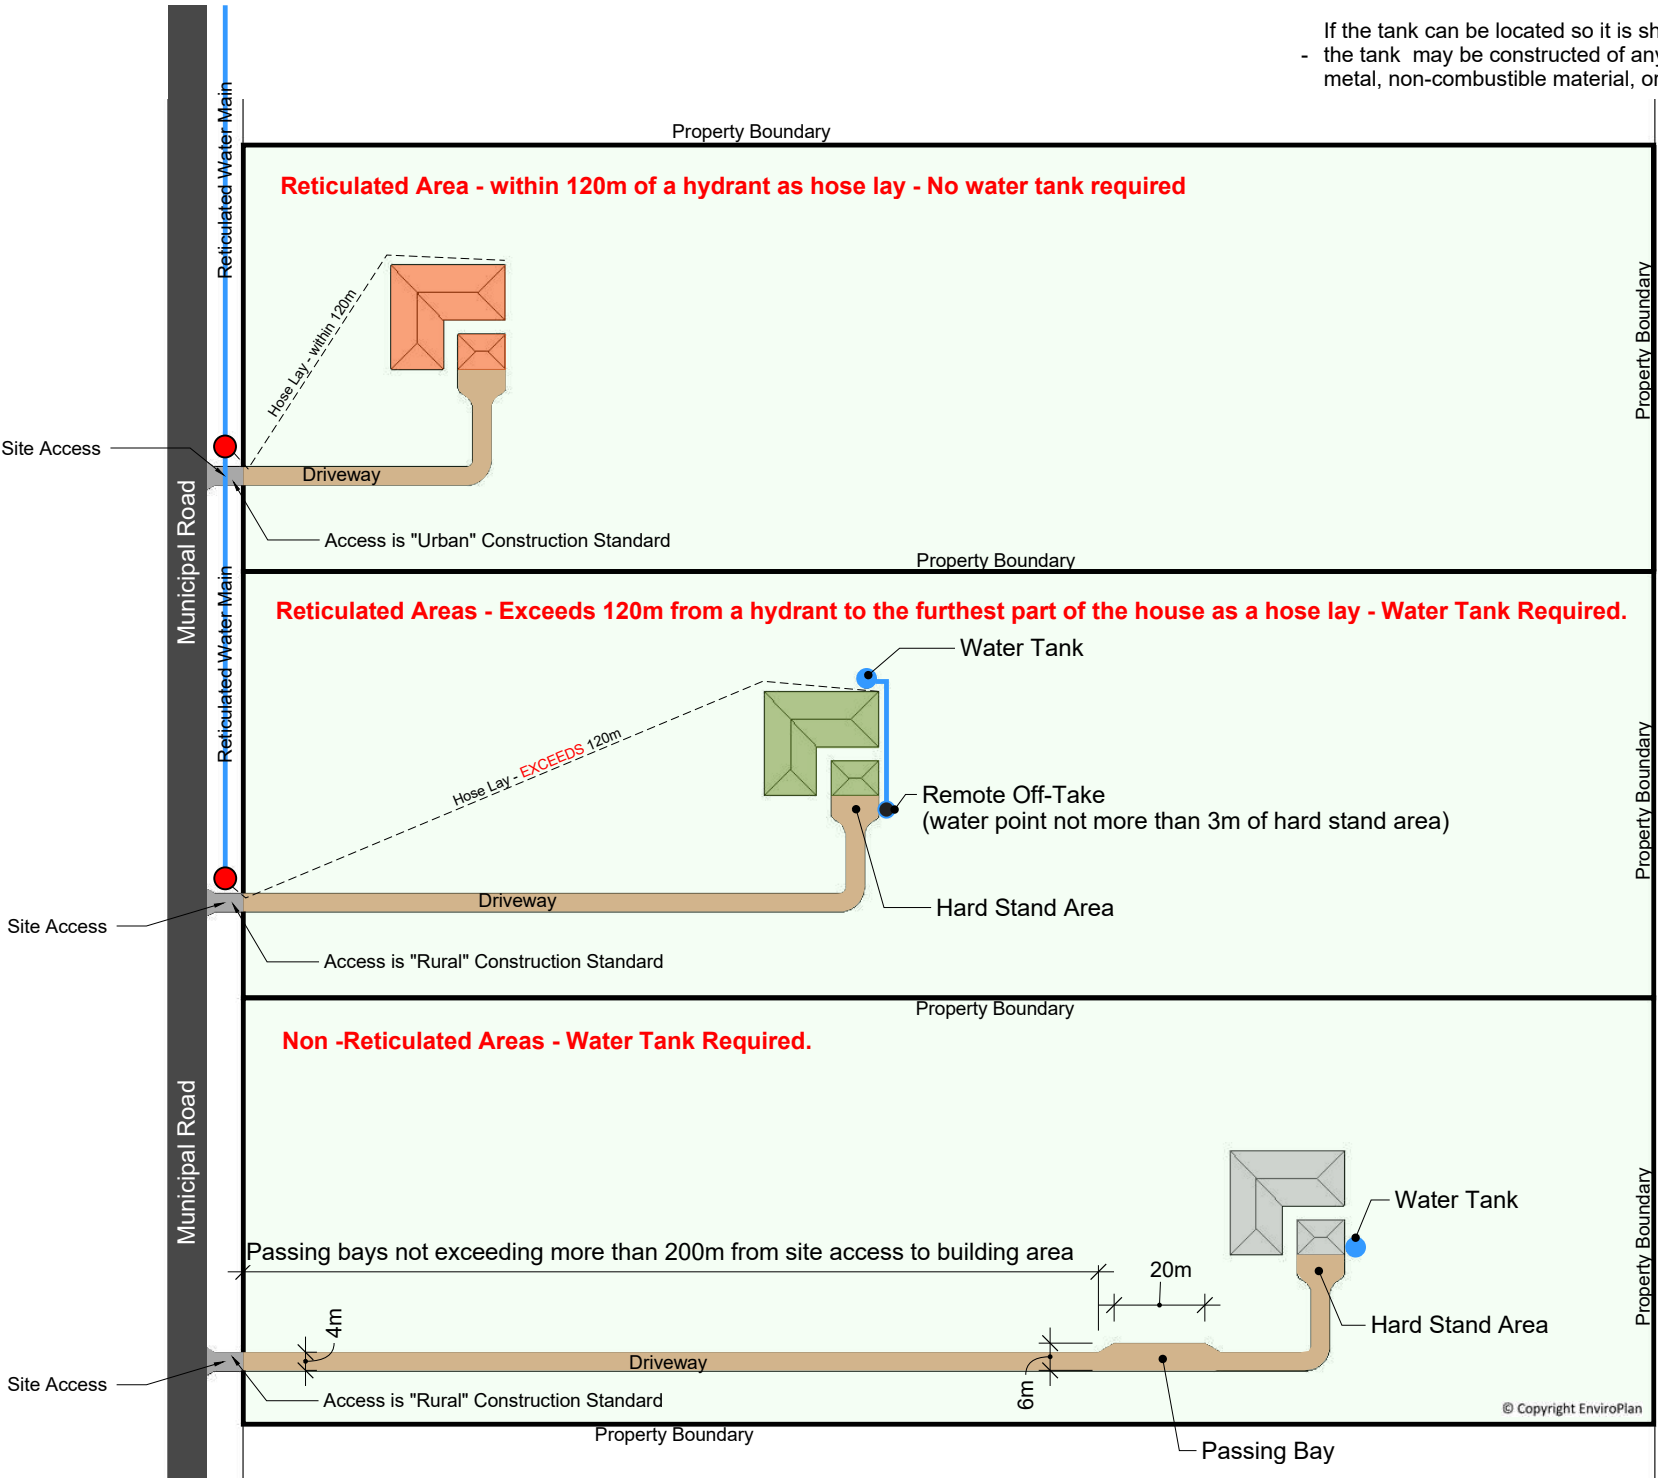 If the tank can be located so it is sh
- the tank may be constructed of any
metal, non-combustible material, or
Property Boundary
Reticulated Water Main
Reticulated Area - within 120m of a hydrant as hose lay - No water tank required
Property Boundary
Hose Lay - within 120m
Site Access
Driveway
Municipal Road
Access is "Urban" Construction Standard
Property Boundary
Reticulated Water Main
Reticulated Areas - Exceeds 120m from a hydrant to the furthest part of the house as a hose lay - Water Tank Required.
Water Tank
Hose Lay - EXCEEDS 120m
Property Boundary
Remote Off-Take
(water point not more than 3m of hard stand area)
Driveway
Hard Stand Area
Site Access
Access is "Rural" Construction Standard
Property Boundary
Non -Reticulated Areas - Water Tank Required.
Municipal Road
Water Tank
Property Boundary
Passing bays not exceeding more than 200m from site access to building area
20m
4m
Hard Stand Area
Driveway
6m
Site Access
Access is "Rural" Construction Standard
© Copyright EnviroPlan
Property Boundary
Passing Bay